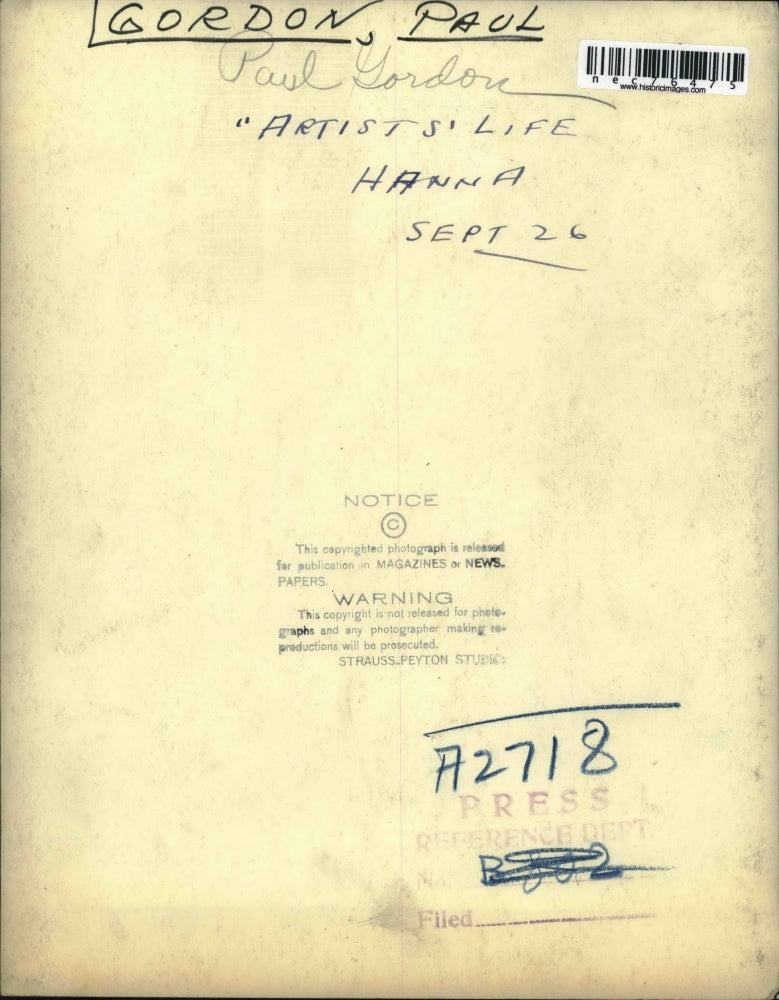 GORDON, PAUL
Paul Gordon
nec76475
www.historicimages.com
"ARTISTS' LIFE
HANNA
SEPT 26
NOTICE
©
This copyrighted photograph is released
for publication in MAGAZINES or NEWS-
PAPERS.
WARNING
This copyright is not released for photo-
graphs and any photographer making re-
productions will be prosecuted.
STRAUSS-PEYTON STUDIO
A2718
PRESS
REFERENCE DEPT.
No.
Filed